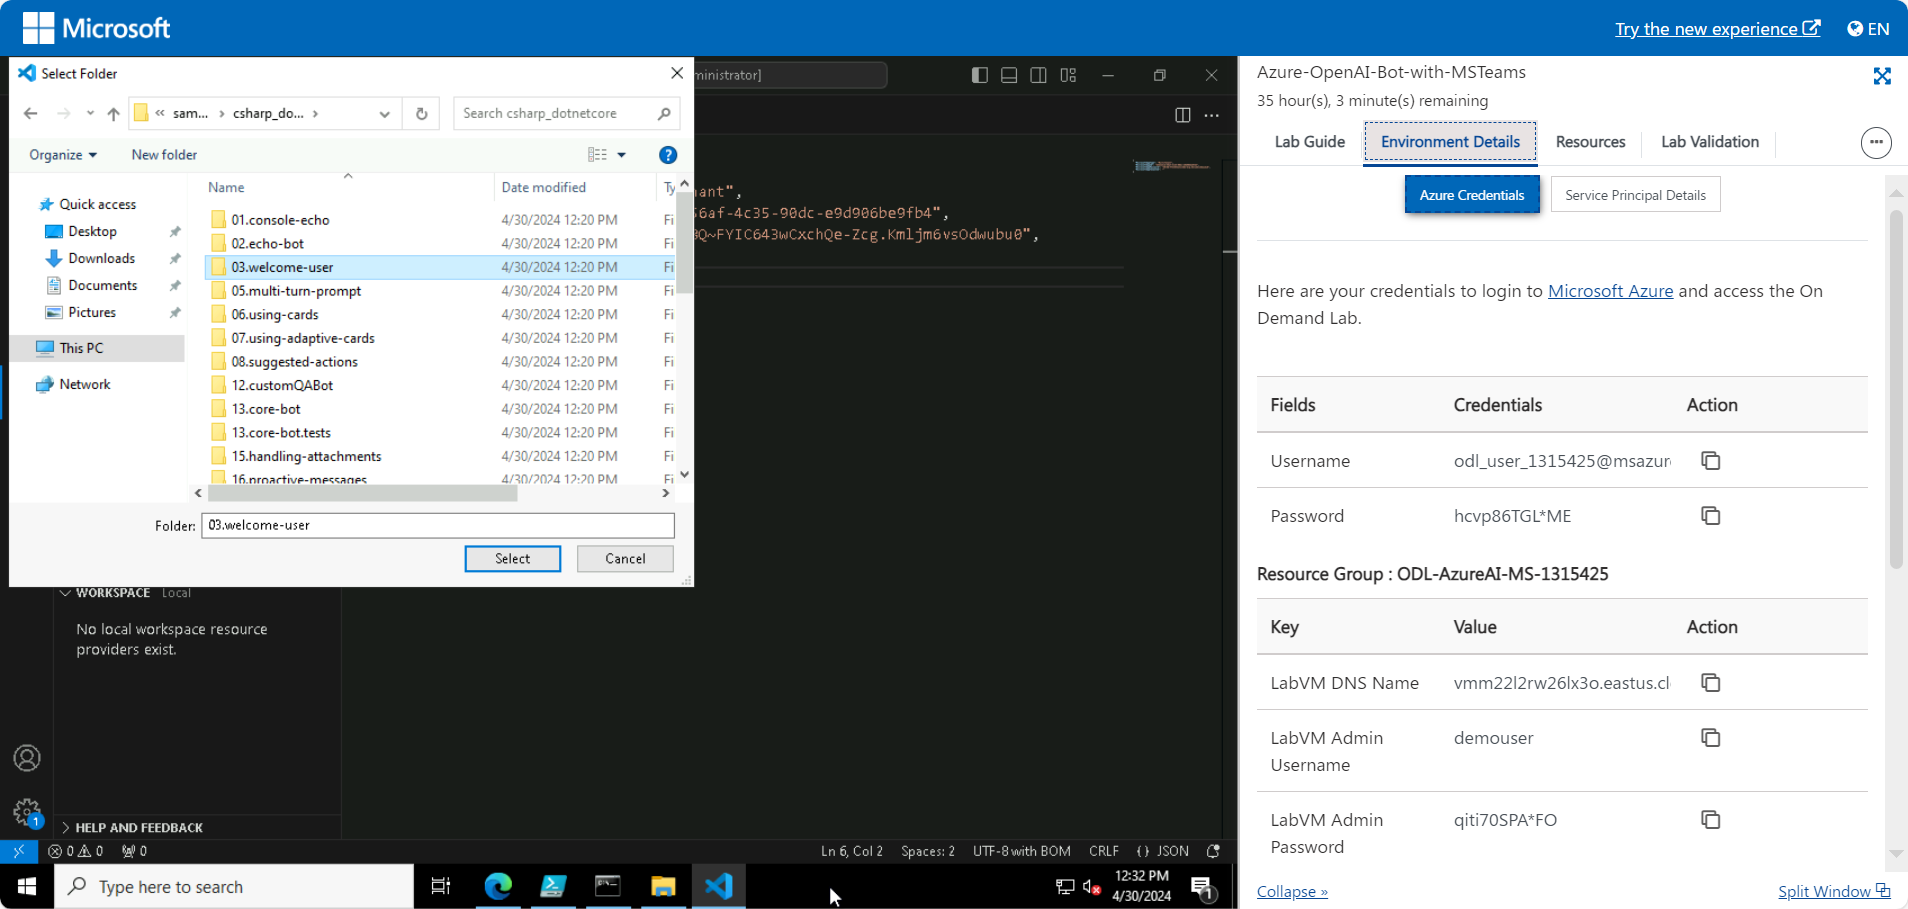 Microsoft
Try the new experience
EN
Select Folder
ministrator]
« sam... › csharp_do... ›
Search csharp_dotnetcore
Organize
New folder
Name
Date modified
Ty
Quick access
Desktop
Downloads
Documents
Pictures
This PC
Network
01.console-echo 4/30/2024 12:20 PM Fi
02.echo-bot 4/30/2024 12:20 PM Fi
03.welcome-user 4/30/2024 12:20 PM Fi
05.multi-turn-prompt 4/30/2024 12:20 PM Fi
06.using-cards 4/30/2024 12:20 PM Fi
07.using-adaptive-cards 4/30/2024 12:20 PM Fi
08.suggested-actions 4/30/2024 12:20 PM Fi
12.customQABot 4/30/2024 12:20 PM Fi
13.core-bot 4/30/2024 12:20 PM Fi
13.core-bot.tests 4/30/2024 12:20 PM Fi
15.handling-attachments 4/30/2024 12:20 PM Fi
16.proactive-messages 4/30/2024 12:20 PM Fi
Folder: 03.welcome-user
Select
Cancel
ant",
6af-4c35-90dc-e9d906be9fb4",
Q~FYIC643wCxchQe-Zcg.Kmljm6vsOdwubu0",
WORKSPACE Local
No local workspace resource
providers exist.
1
HELP AND FEEDBACK
0 0 0
Ln 6, Col 2
Spaces: 2
UTF-8 with BOM
CRLF
{ } JSON
Type here to search
12:32 PM
4/30/2024
1
Azure-OpenAI-Bot-with-MSTeams
35 hour(s), 3 minute(s) remaining
Lab Guide
Environment Details
Resources
Lab Validation
Azure Credentials
Service Principal Details
Here are your credentials to login to Microsoft Azure and access the On
Demand Lab.
Fields Credentials Action
Username odl_user_1315425@msazur
Password hcvp86TGL*ME
Resource Group : ODL-AzureAI-MS-1315425
Key Value Action
LabVM DNS Name vmm22l2rw26lx3o.eastus.cl
LabVM Admin demouser
Username
LabVM Admin qiti70SPA*FO
Password
Collapse »
Split Window